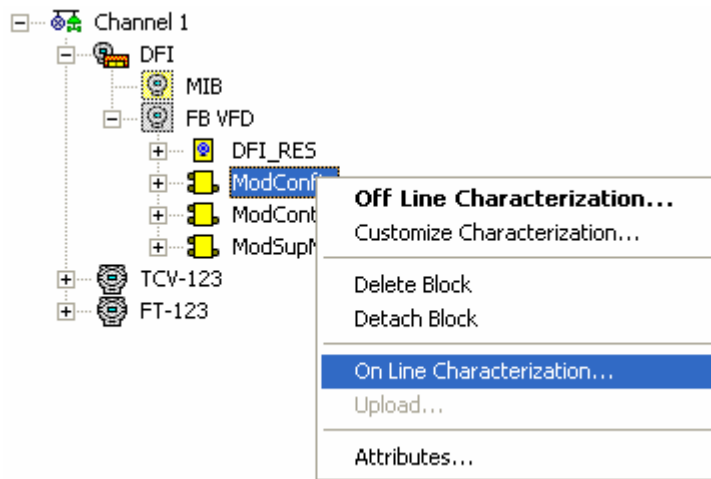 Channel 1
DFI
MIB
FB VFD
DFI_RES
ModConf
ModCont
ModSup
TCV-123
FT-123
Off Line Characterization...
Customize Characterization...
Delete Block
Detach Block
On Line Characterization...
Upload...
Attributes...